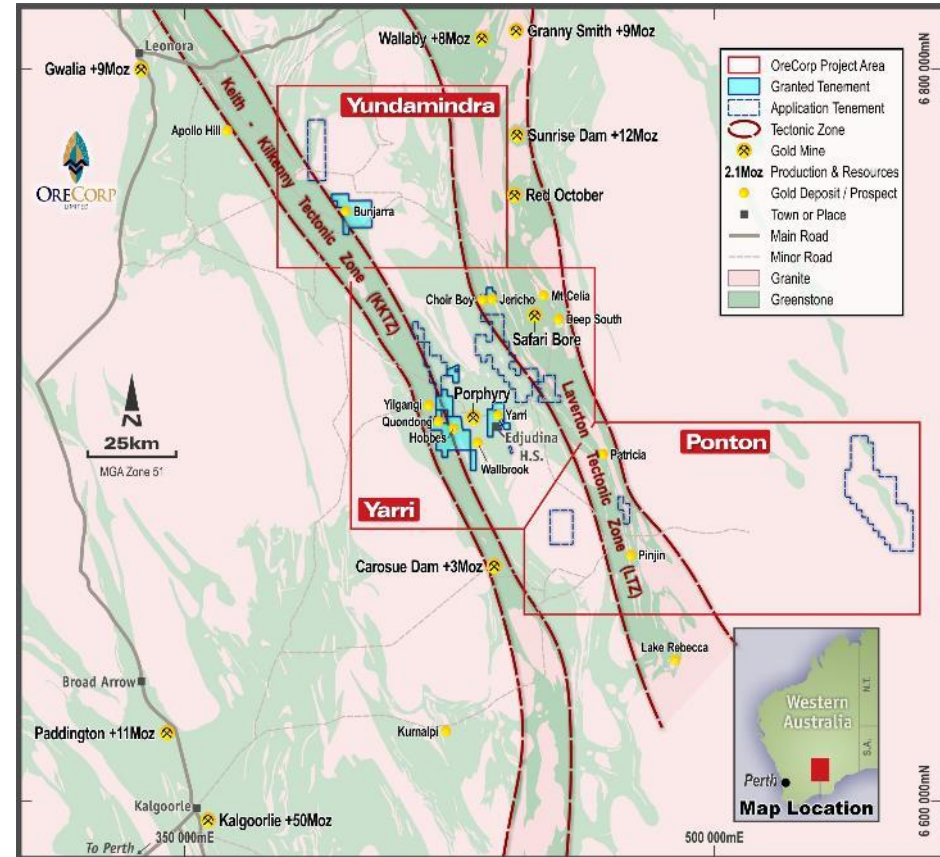 Wallaby +8Moz
Granny Smith +9Moz
Leonora
Gwalia +9Moz
6 800 000mN
Keith - Kilkenny Tectonic Zone (KKTZ)
Yundamindra
Apollo Hill
Sunrise Dam +12Moz
ORECORP
LIMITED
Red October
Bunjarra
OreCorp Project Area
Granted Tenement
Application Tenement
Tectonic Zone
Gold Mine
2.1Moz Production & Resources
Gold Deposit / Prospect
Town or Place
Main Road
Minor Road
Granite
Greenstone
Choir Boy
Jericho
Mt Celia
Deep South
Safari Bore
N
25km
MGA Zone 51
Yilgangi
Porphyry
Quondong
Yarri
Hobbes
Edjudina
H.S.
Wallbrook
Laverton Tectonic Zone (LTZ)
Patricia
Ponton
Yarri
Pinjin
Carosue Dam +3Moz
Lake Rebecca
Broad Arrow
Paddington +11Moz
Kurnalpi
Western
Australia
N.T.
S.A.
Perth
Map Location
Kalgoorle
Kalgoorlie +50Moz
To Perth
350 000mE
500 000mE
6 600 000mN